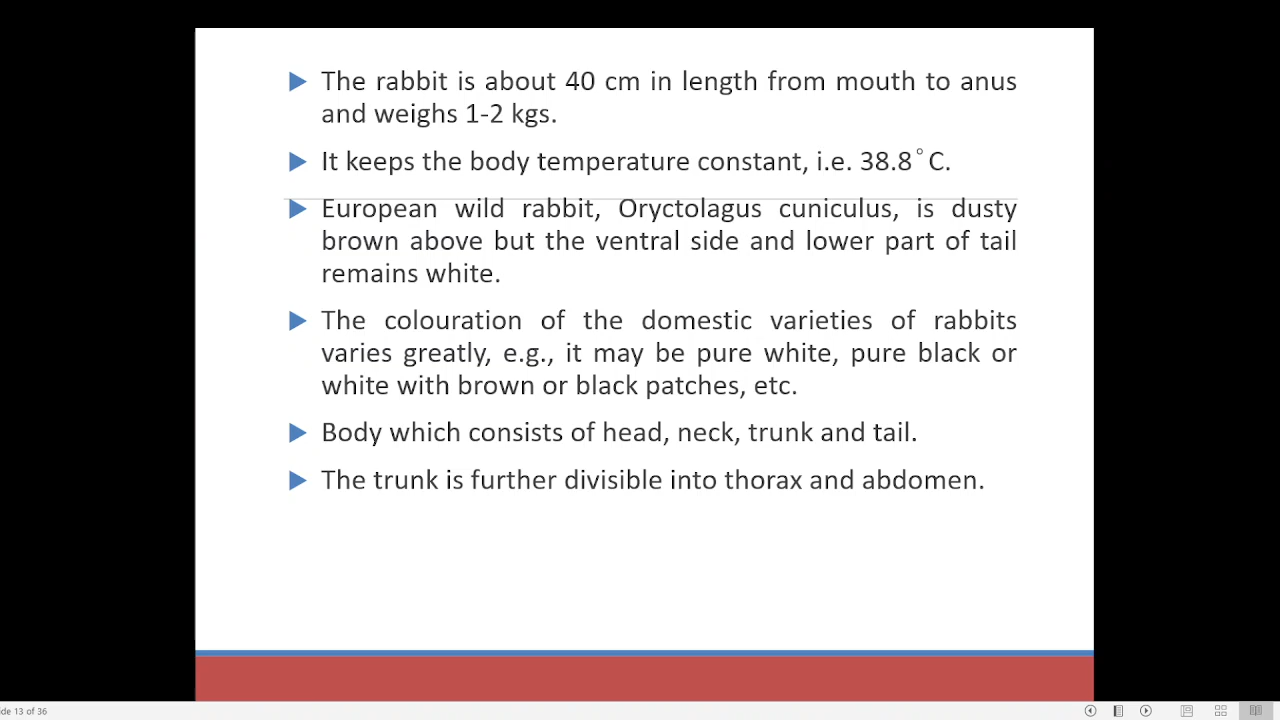 The rabbit is about 40 cm in length from mouth to anus
and weighs 1-2 kgs.
It keeps the body temperature constant, i.e. 38.8°C.
European wild rabbit, Oryctolagus cuniculus, is dusty
brown above but the ventral side and lower part of tail
remains white.
The colouration of the domestic varieties of rabbits
varies greatly, e.g., it may be pure white, pure black or
white with brown or black patches, etc.
Body which consists of head, neck, trunk and tail.
The trunk is further divisible into thorax and abdomen.
de 13 of 36